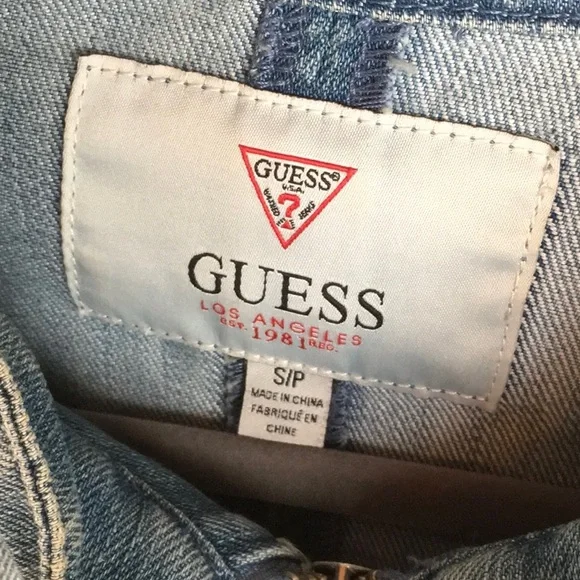 GUESS®
U.S.A.
WASHED JEANS
?
GUESS
LOS ANGELES
EST. 1981 REG.
S/P
MADE IN CHINA
FABRIQUÉ EN
CHINE